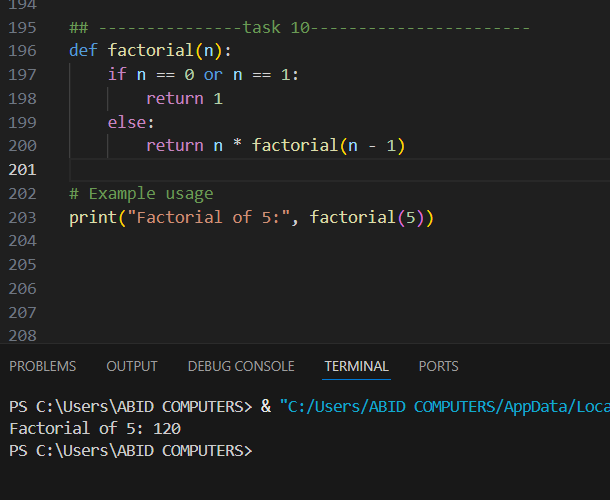 194
195 ## ---------------task 10-----------------------
196 def factorial(n):
197     if n == 0 or n == 1:
198         return 1
199     else:
200         return n * factorial(n - 1)
201
202 # Example usage
203 print("Factorial of 5:", factorial(5))
204
205
206
207
208
PROBLEMS OUTPUT DEBUG CONSOLE TERMINAL PORTS
PS C:\Users\ABID COMPUTERS> & "C:/Users/ABID COMPUTERS/AppData/Loca
Factorial of 5: 120
PS C:\Users\ABID COMPUTERS>